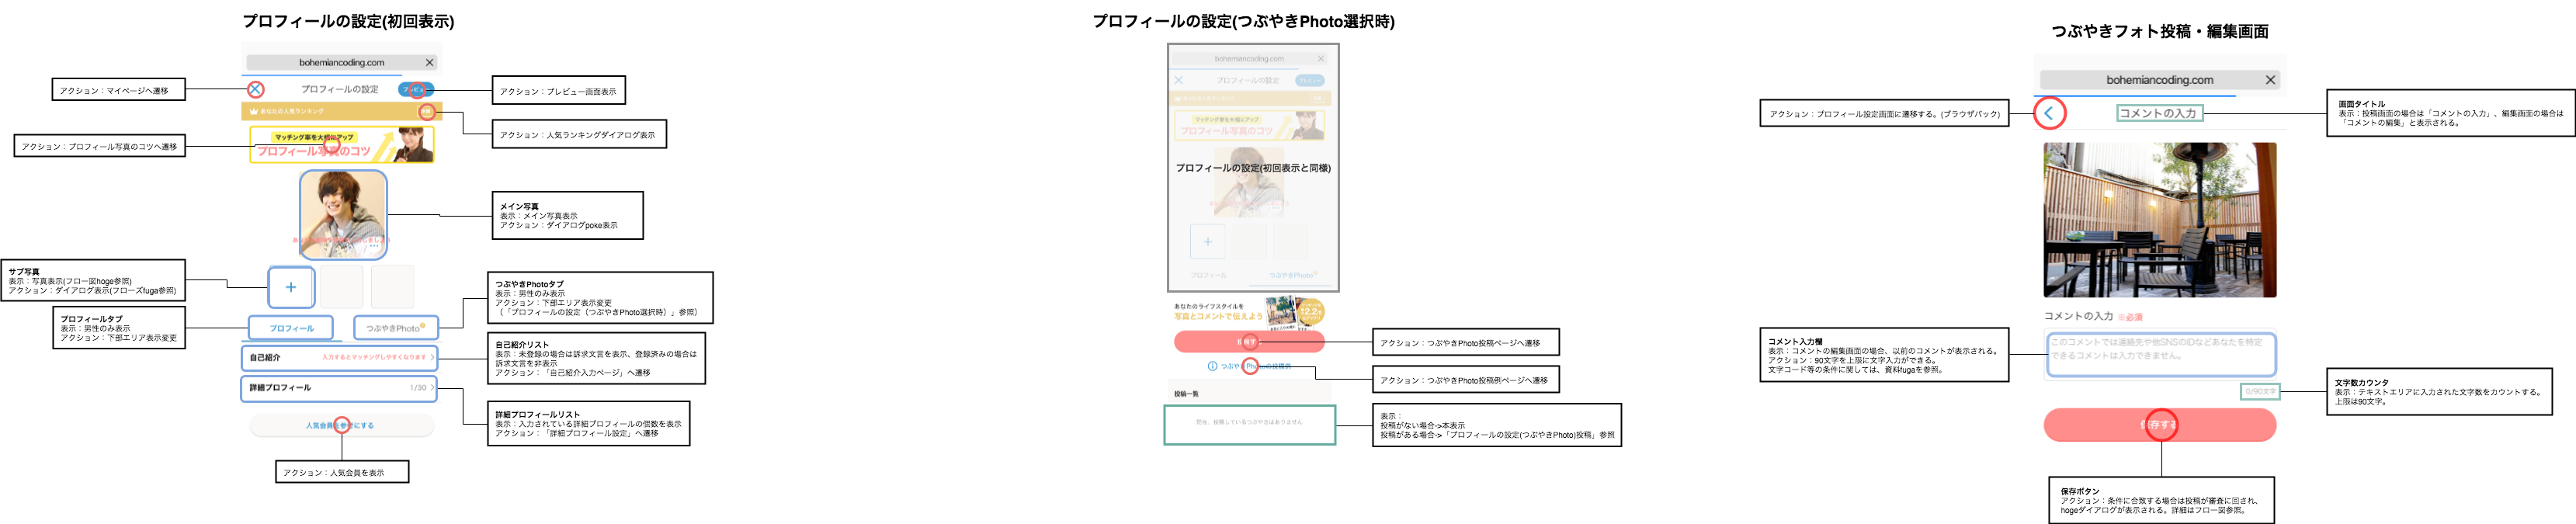 プロフィールの設定(初回表示)
bohemiancoding.com
アクション：マイページへ遷移
プロフィールの設定
アクション：プレビュー画面表示
あなたの人気ランキング
アクション：人気ランキングダイアログ表示
マッチング率を大幅にアップ
プロフィール写真のコツ
アクション：プロフィール写真のコツへ遷移
メイン写真
表示：メイン写真表示
アクション：ダイアログpoke表示
サブ写真
表示：写真表示(フロー図hoge参照)
アクション：ダイアログ表示(フローズfuga参照)
つぶやきPhotoタブ
表示：男性のみ表示
アクション：下部エリア表示変更
(「プロフィールの設定（つぶやきPhoto選択時）」参照)
プロフィールタブ
表示：男性のみ表示
アクション：下部エリア表示変更
プロフィール
つぶやきPhoto
自己紹介
入力するとマッチングしやすくなります
自己紹介リスト
表示：未登録の場合は訴求文言を表示、登録済みの場合は
訴求文言を非表示
アクション：「自己紹介入力ページ」へ遷移
詳細プロフィール
1/30
詳細プロフィールリスト
表示：入力されている詳細プロフィールの個数を表示
アクション：「詳細プロフィール設定」へ遷移
人気会員を参考にする
アクション：人気会員を表示
プロフィールの設定(つぶやきPhoto選択時)
bohemiancoding.com
プロフィールの設定
プレビュー
あなたの人気ランキング
マッチング率を大幅にアップ
プロフィール写真のコツ
プロフィールの設定(初回表示と同様)
プロフィール
つぶやきPhoto
あなたのライフスタイルを
写真とコメントで伝えよう
アクション：つぶやきPhoto投稿ページへ遷移
つぶやきPhotoの投稿例
アクション：つぶやきPhoto投稿例ページへ遷移
投稿一覧
現在、投稿しているつぶやきはありません
表示：
投稿がない場合->本表示
投稿がある場合->「プロフィールの設定(つぶやきPhoto)投稿」参照
つぶやきフォト投稿・編集画面
bohemiancoding.com
アクション：プロフィール設定画面に遷移する。(ブラウザバック)
コメントの入力
画面タイトル
表示：投稿画面の場合は「コメントの入力」、編集画面の場合は
「コメントの編集」と表示される。
コメントの入力 ※必須
このコメントでは連絡先や他SNSのIDなどあなたを特定
できるコメントは入力できません。
コメント入力欄
表示：コメントの編集画面の場合、以前のコメントが表示される。
アクション：90文字を上限に文字入力ができる。
文字コード等の条件に関しては、資料fugaを参照。
0/90文字
文字数カウンタ
表示：テキストエリアに入力された文字数をカウントする。
上限は90文字。
保存する
保存ボタン
アクション：条件に合致する場合は投稿が審査に回され、
hogeダイアログが表示される。詳細はフロー図参照。